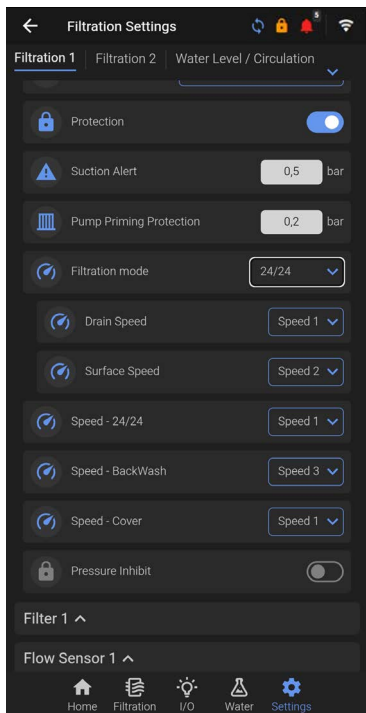 Filtration Settings
5
Filtration 1
Filtration 2
Water Level / Circulation
Protection
Suction Alert
0,5 bar
Pump Priming Protection
0,2 bar
Filtration mode
24/24
Drain Speed
Speed 1
Surface Speed
Speed 2
Speed - 24/24
Speed 1
Speed - BackWash
Speed 3
Speed - Cover
Speed 1
Pressure Inhibit
Filter 1
Flow Sensor 1
Home
Filtration
I/O
Water
Settings